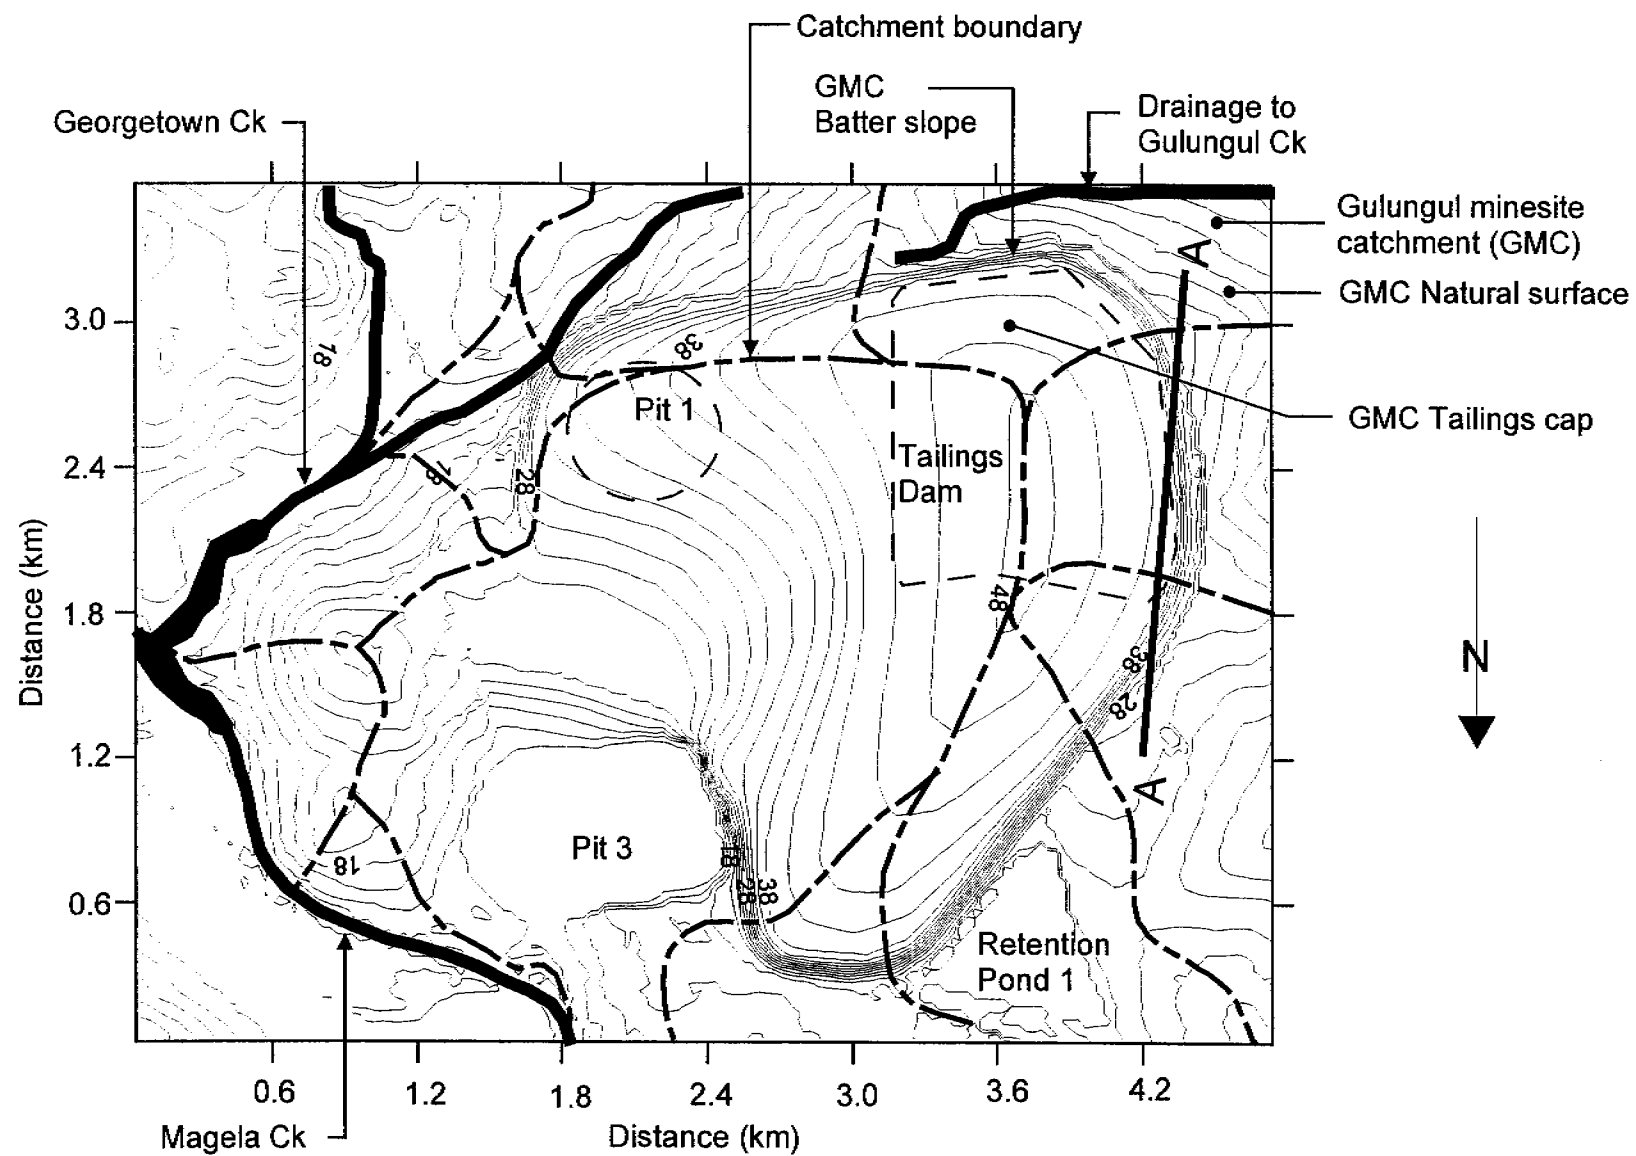 Catchment boundary
GMC
Batter slope
Drainage to
Gulungul Ck
Georgetown Ck
Gulungul minesite
catchment (GMC)
GMC Natural surface
GMC Tailings cap
A
3.0
18
38
Pit 1
2.4
18
28
Tailings
Dam
1.8
48
Distance (km)
N
38
28
1.2
A
Pit 3
18
18
28
38
0.6
Retention
Pond 1
0.6
1.2
1.8
2.4
3.0
3.6
4.2
Magela Ck
Distance (km)